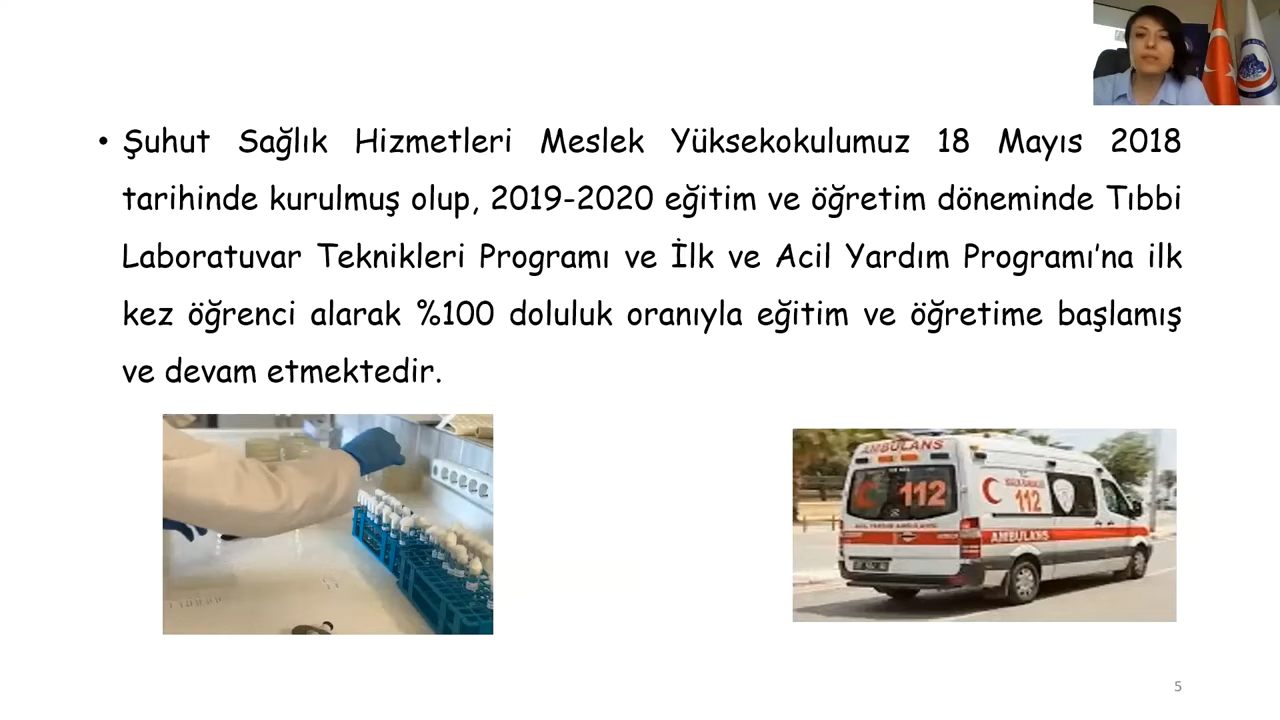 • Şuhut Sağlık Hizmetleri Meslek Yüksekokulumuz 18 Mayıs 2018
tarihinde kurulmuş olup, 2019-2020 eğitim ve öğretim döneminde Tıbbi
Laboratuvar Teknikleri Programı ve İlk ve Acil Yardım Programı’na ilk
kez öğrenci alarak %100 doluluk oranıyla eğitim ve öğretime başlamış
ve devam etmektedir.
AMBULANS
112
112
AMBULANS
5